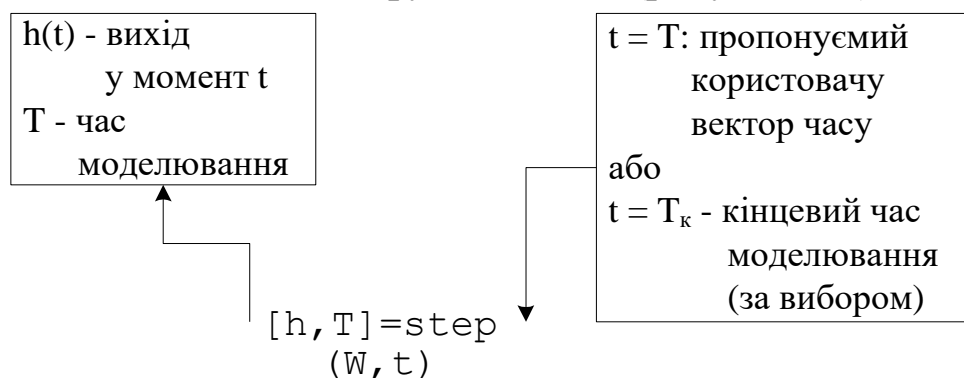 h(t) - вихід
у момент t
T - час
моделювання
t = T: пропонуємий
користовачу
вектор часу
або
t = Tк - кінцевий час
моделювання
(за вибором)
[h,T]=step
(W,t)